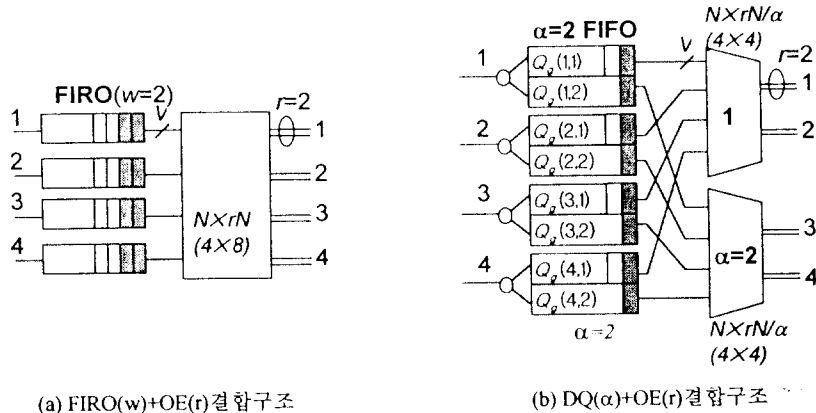 FIRO(w=2)
V
r=2
1
2
3
4
N×rN
(4×8)
1
2
3
4
(a) FIRO(w)+OE(r)결합구조
α=2 FIFO
N×rN/α
(4×4)
V
r=2
1
Q_g(1,1)
Q_g(1,2)
2
Q_g(2,1)
Q_g(2,2)
3
Q_g(3,1)
Q_g(3,2)
4
Q_g(4,1)
Q_g(4,2)
α=2
1
α=2
1
2
3
4
N×rN/α
(4×4)
(b) DQ(α)+OE(r)결합구조